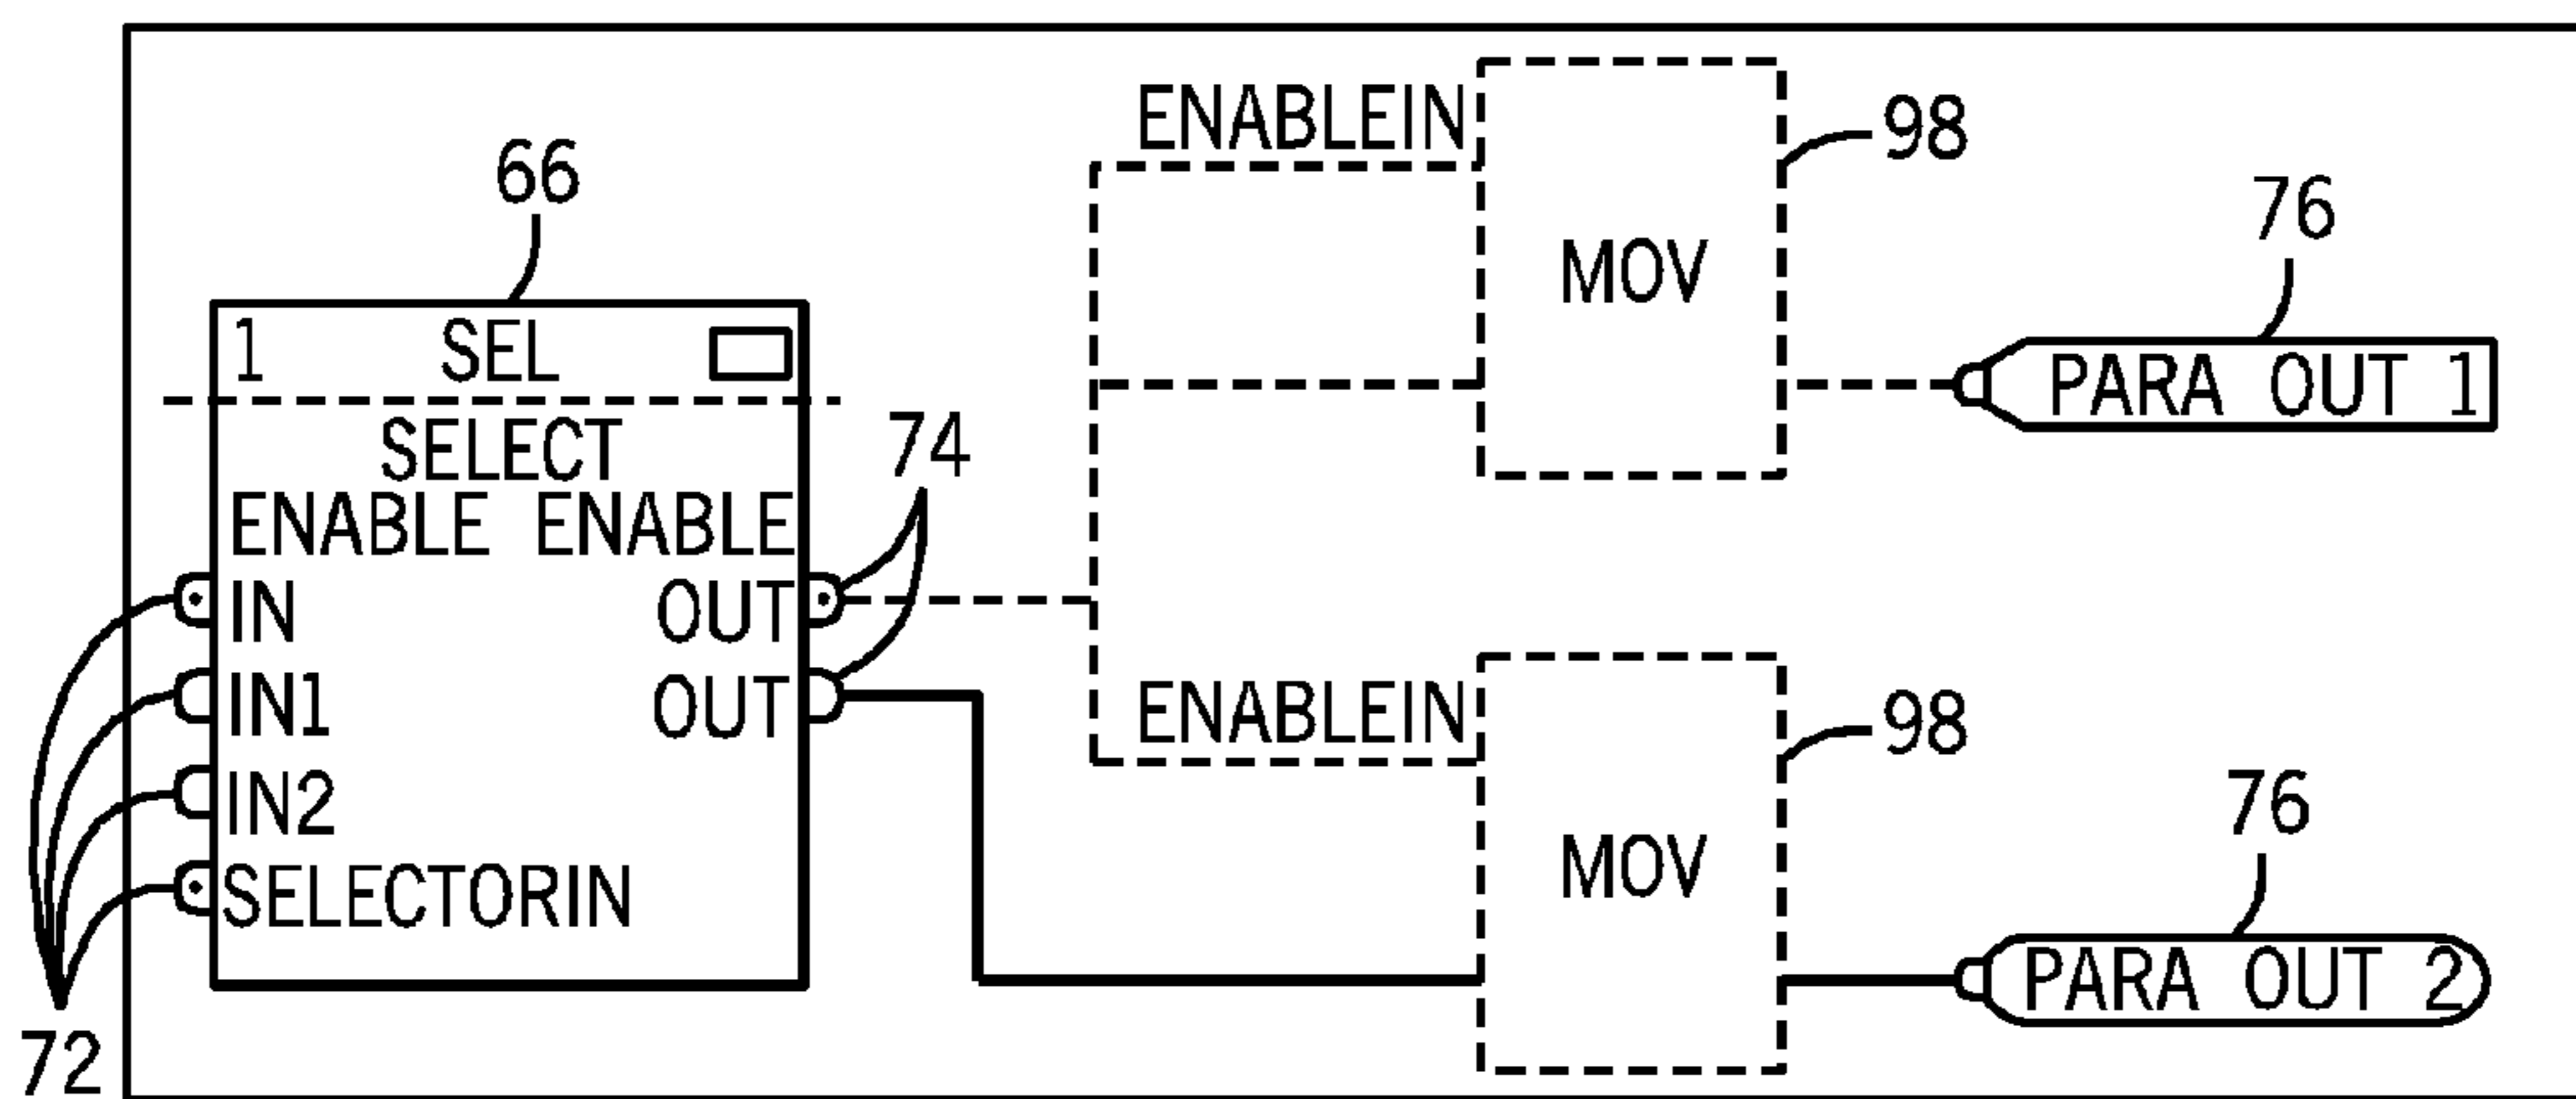 ENABLEIN
98
66
MOV
76
1 SEL
PARA OUT 1
SELECT
74
ENABLE ENABLE
IN OUT
IN1 OUT
ENABLEIN
98
IN2
76
MOV
SELECTORIN
PARA OUT 2
72